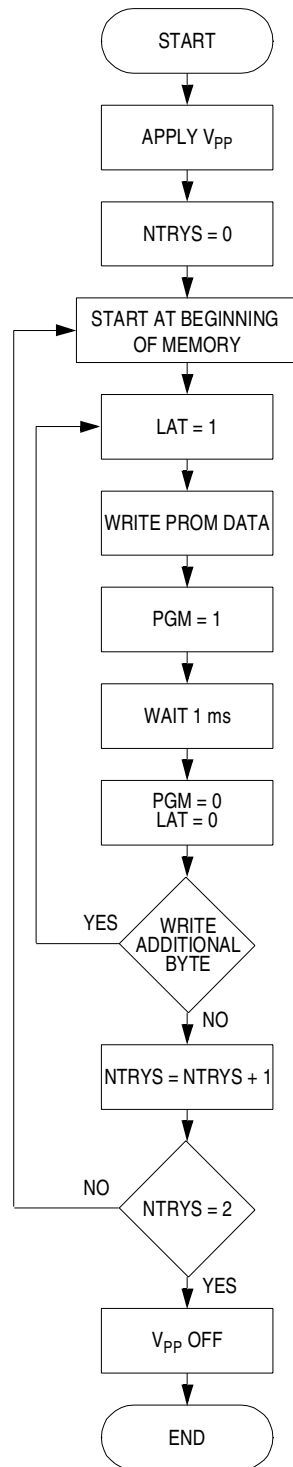 START
APPLY VPP
NTRYS = 0
START AT BEGINNING
OF MEMORY
LAT = 1
WRITE PROM DATA
PGM = 1
WAIT 1 ms
PGM = 0
LAT = 0
YES
WRITE
ADDITIONAL
BYTE
NO
NTRYS = NTRYS + 1
NO
NTRYS = 2
YES
VPP OFF
END